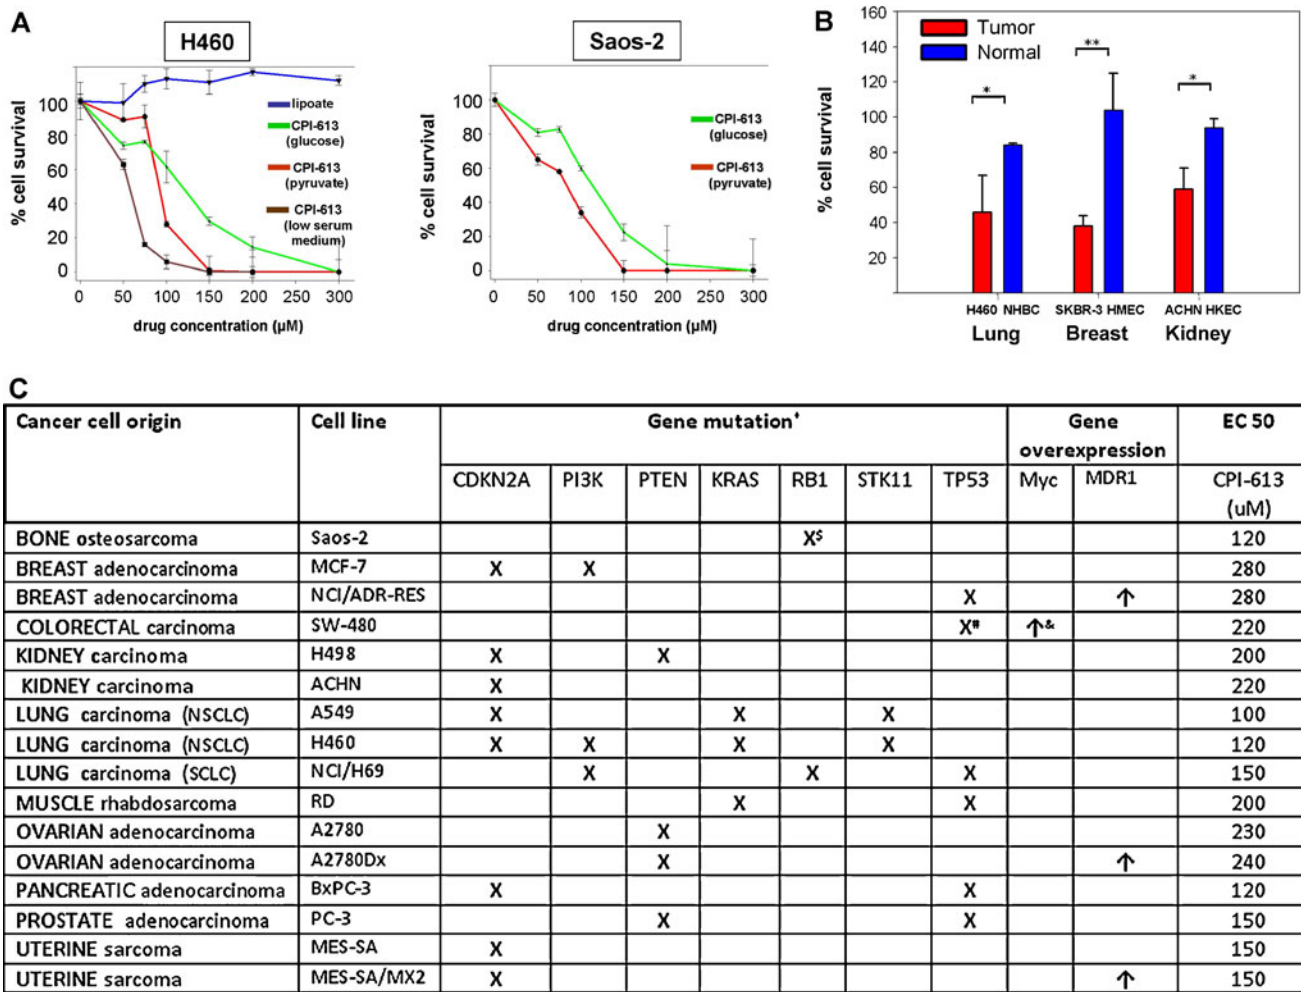 A
H460
% cell survival
100
80
60
40
20
0
0 50 100 150 200 250 300
drug concentration (µM)
lipoate
CPI-613
(glucose)
CPI-613
(pyruvate)
CPI-613
(low serum
medium)
Saos-2
% cell survival
100
80
60
40
20
0
0 50 100 150 200 250 300
drug concentration (µM)
CPI-613
(glucose)
CPI-613
(pyruvate)
B
% cell survival
160
140
120
100
80
60
40
20
Tumor
Normal
* ** *
H460 NHBC SKBR-3 HMEC ACHN HKEC
Lung Breast Kidney
C
Cancer cell origin Cell line Gene mutation⁺ Gene EC 50
overexpression
CDKN2A PI3K PTEN KRAS RB1 STK11 TP53 Myc MDR1 CPI-613
(uM)
BONE osteosarcoma Saos-2 X$ 120
BREAST adenocarcinoma MCF-7 X X 280
BREAST adenocarcinoma NCI/ADR-RES X ↑ 280
COLORECTAL carcinoma SW-480 X# ↑& 220
KIDNEY carcinoma H498 X X 200
KIDNEY carcinoma ACHN X 220
LUNG carcinoma (NSCLC) A549 X X X 100
LUNG carcinoma (NSCLC) H460 X X X X 120
LUNG carcinoma (SCLC) NCI/H69 X X X 150
MUSCLE rhabdosarcoma RD X X 200
OVARIAN adenocarcinoma A2780 X 230
OVARIAN adenocarcinoma A2780Dx X ↑ 240
PANCREATIC adenocarcinoma BxPC-3 X X 120
PROSTATE adenocarcinoma PC-3 X X 150
UTERINE sarcoma MES-SA X 150
UTERINE sarcoma MES-SA/MX2 X ↑ 150